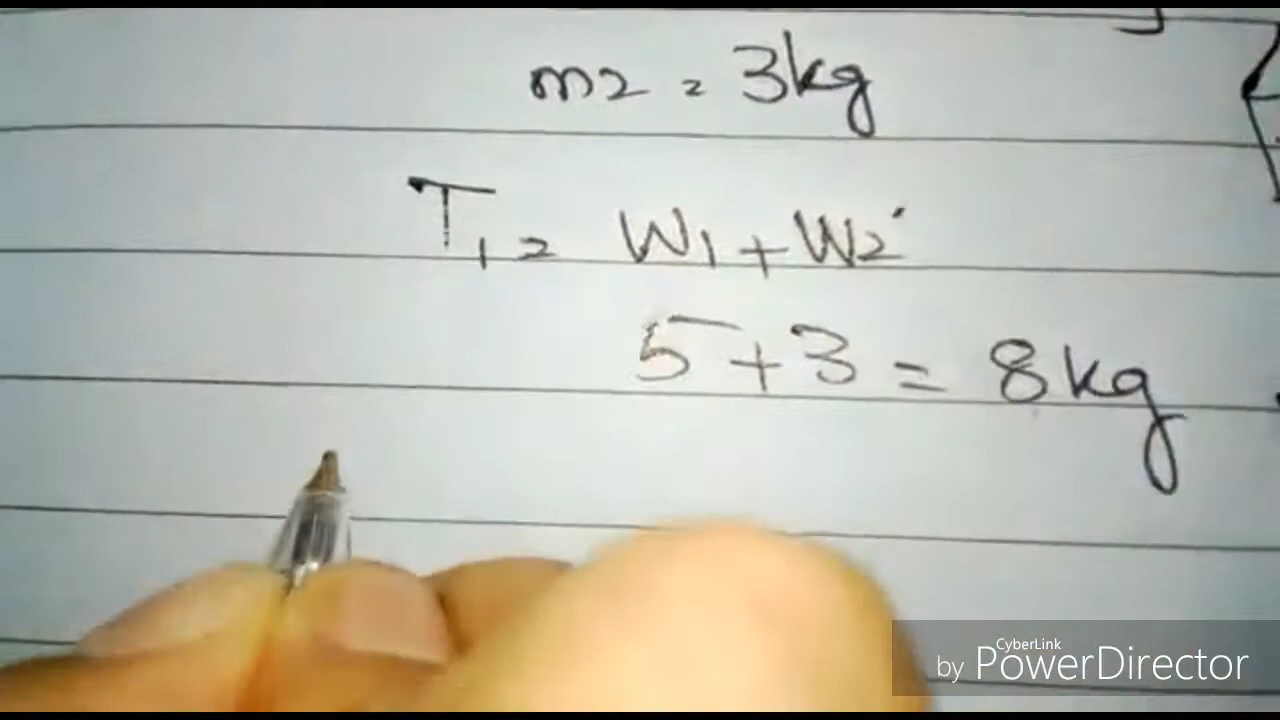 m2 = 3kg
T1 = W1 + W2
5 + 3 = 8kg
CyberLink
by PowerDirector